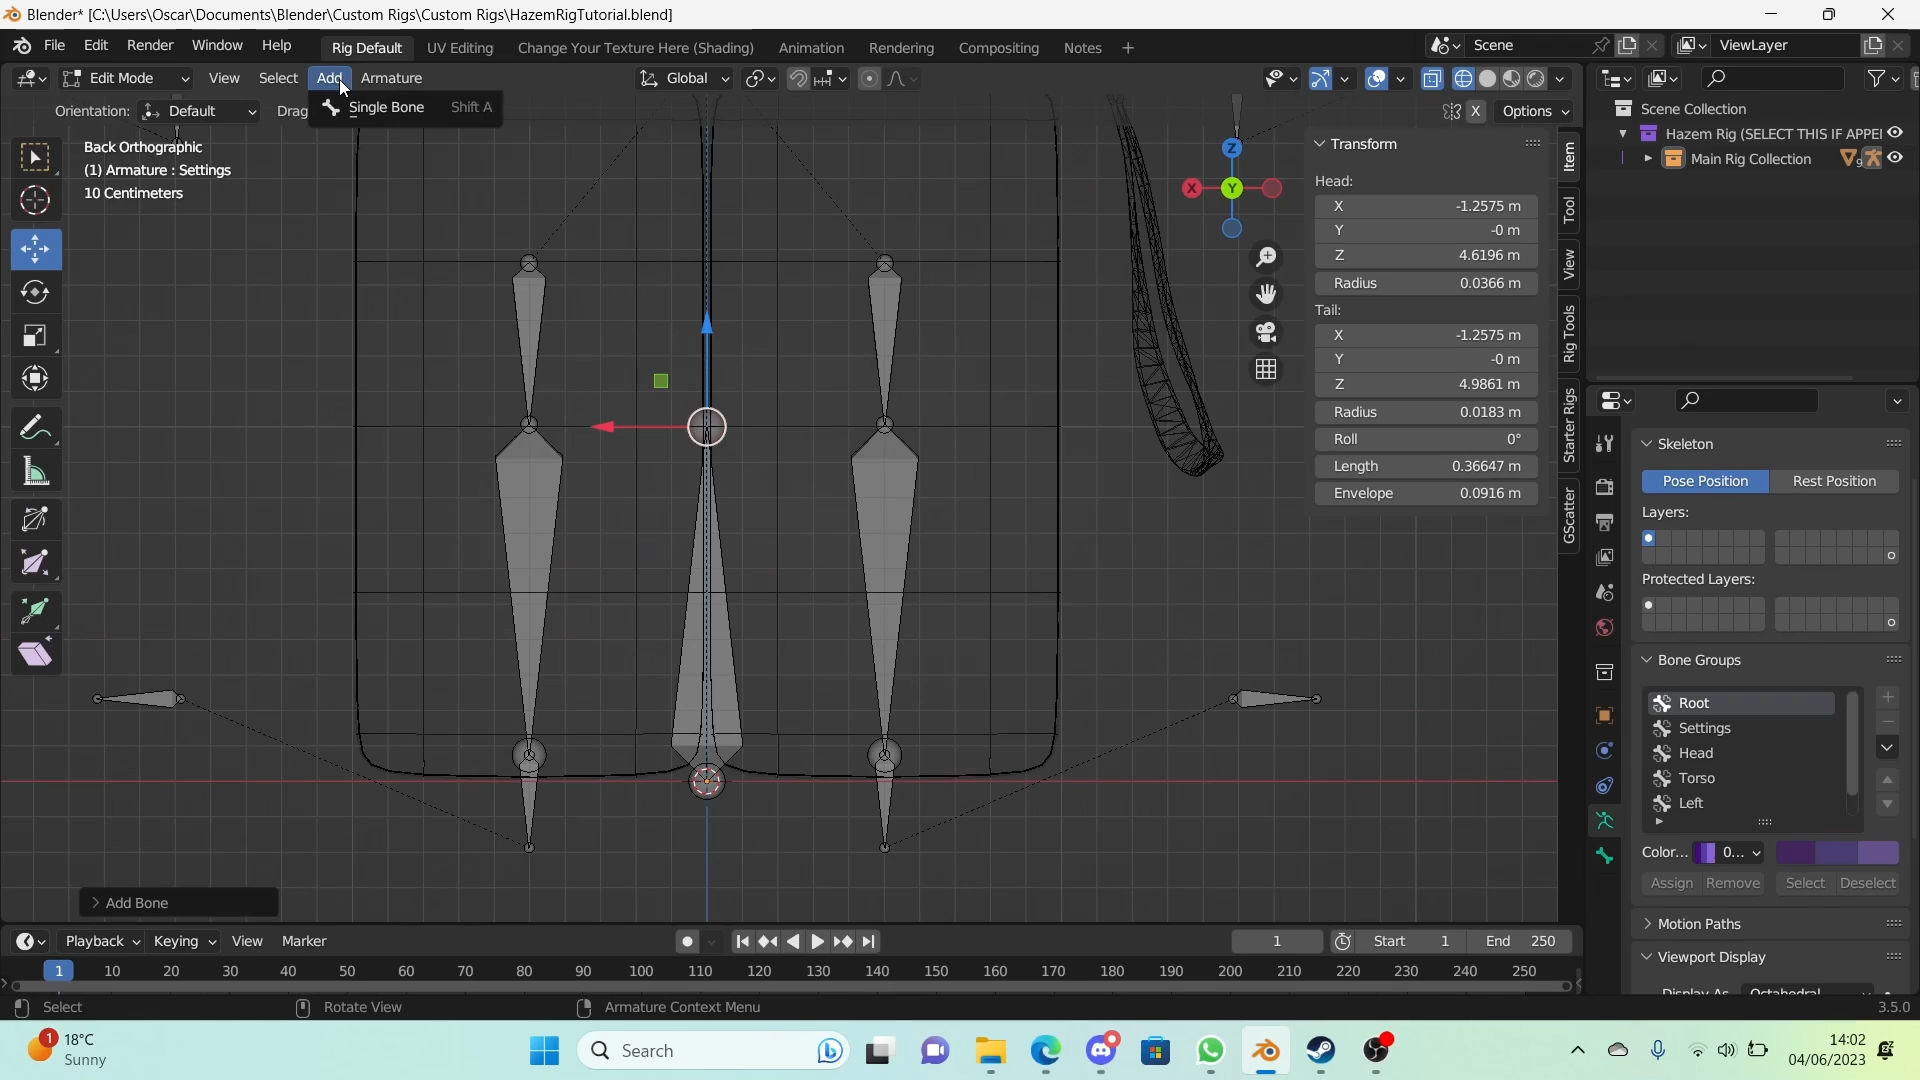 Blender* [C:\Users\Oscar\Documents\Blender\Custom Rigs\Custom Rigs\HazemRigTutorial.blend]
File Edit Render Window Help Rig Default UV Editing Change Your Texture Here (Shading) Animation Rendering Compositing Notes + Scene ViewLayer
Edit Mode View Select Add Armature Global
Orientation: Default Drag Single Bone Shift A X Options
Scene Collection
Hazem Rig (SELECT THIS IF APPEI
Main Rig Collection
Back Orthographic
(1) Armature : Settings
10 Centimeters
Z
X Y
Transform
Head:
X -1.2575 m
Y -0 m
Z 4.6196 m
Radius 0.0366 m
Tail:
X -1.2575 m
Y -0 m
Z 4.9861 m
Radius 0.0183 m
Roll 0°
Length 0.36647 m
Envelope 0.0916 m
Item
Tool
View
Rig Tools
Starter Rigs
GScatter
Skeleton
Pose Position Rest Position
Layers:
Protected Layers:
Bone Groups
Root
Settings
Head
Torso
Left
Color... 0...
Assign Remove Select Deselect
Motion Paths
Viewport Display
Display As Octahedral
Add Bone
Playback Keying View Marker 1 Start 1 End 250
1 10 20 30 40 50 60 70 80 90 100 110 120 130 140 150 160 170 180 190 200 210 220 230 240 250
Select Rotate View Armature Context Menu 3.5.0
1 18°C
Sunny
Search
14:02
04/06/2023